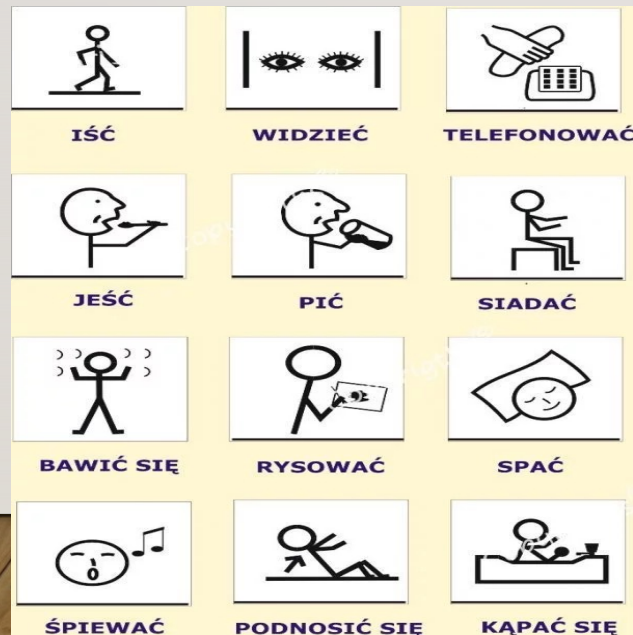 IŚĆ WIDZIEĆ TELEFONOWAĆ
JEŚĆ PIĆ SIADAĆ
BAWIĆ SIĘ RYSOWAĆ SPAĆ
ŚPIEWAĆ PODNOSIĆ SIĘ KĄPAĆ SIĘ